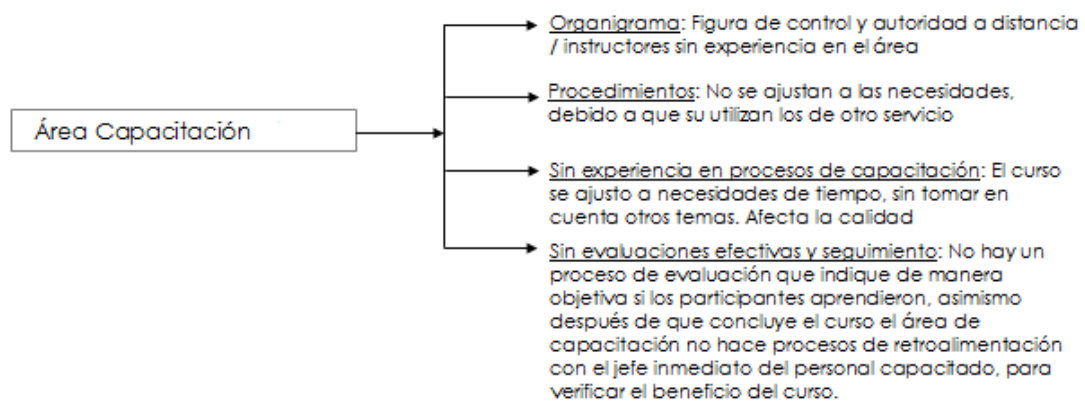 Organigrama: Figura de control y autoridad a distancia
/ instructores sin experiencia en el área
Procedimientos: No se ajustan a las necesidades,
debido a que su utilizan los de otro servicio
Área Capacitación
Sin experiencia en procesos de capacitación: El curso
se ajusto a necesidades de tiempo, sin tomar en
cuenta otros temas. Afecta la calidad
Sin evaluaciones efectivas y seguimiento: No hay un
proceso de evaluación que indique de manera
objetiva si los participantes aprendieron, asimismo
después de que concluye el curso el área de
capacitación no hace procesos de retroalimentación
con el jefe inmediato del personal capacitado, para
verificar el beneficio del curso.